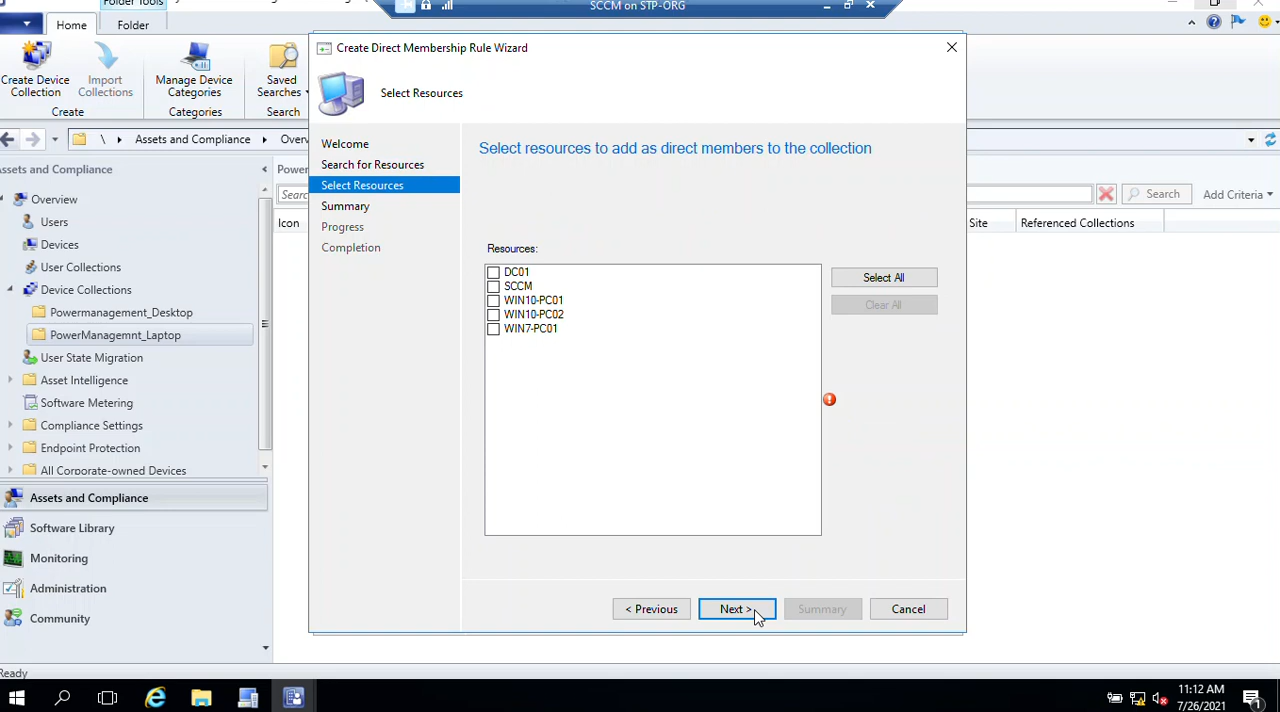 Folder Tools
SCCM on STP-ORG
Home
Folder
Create Device Collection
Import Collections
Manage Device Categories
Saved Searches
Create
Categories
Search
\ Assets and Compliance
Assets and Compliance
Overview
Users
Devices
User Collections
Device Collections
Powermanagement_Desktop
PowerManagemnt_Laptop
User State Migration
Asset Intelligence
Software Metering
Compliance Settings
Endpoint Protection
All Corporate-owned Devices
Assets and Compliance
Software Library
Monitoring
Administration
Community
Ready
Icon
Search
Add Criteria
Site
Referenced Collections
Create Direct Membership Rule Wizard
Select Resources
Welcome
Search for Resources
Select Resources
Summary
Progress
Completion
Select resources to add as direct members to the collection
Resources:
DC01
SCCM
WIN10-PC01
WIN10-PC02
WIN7-PC01
Select All
Clear All
< Previous
Next >
Summary
Cancel
11:12 AM
7/26/2021
1